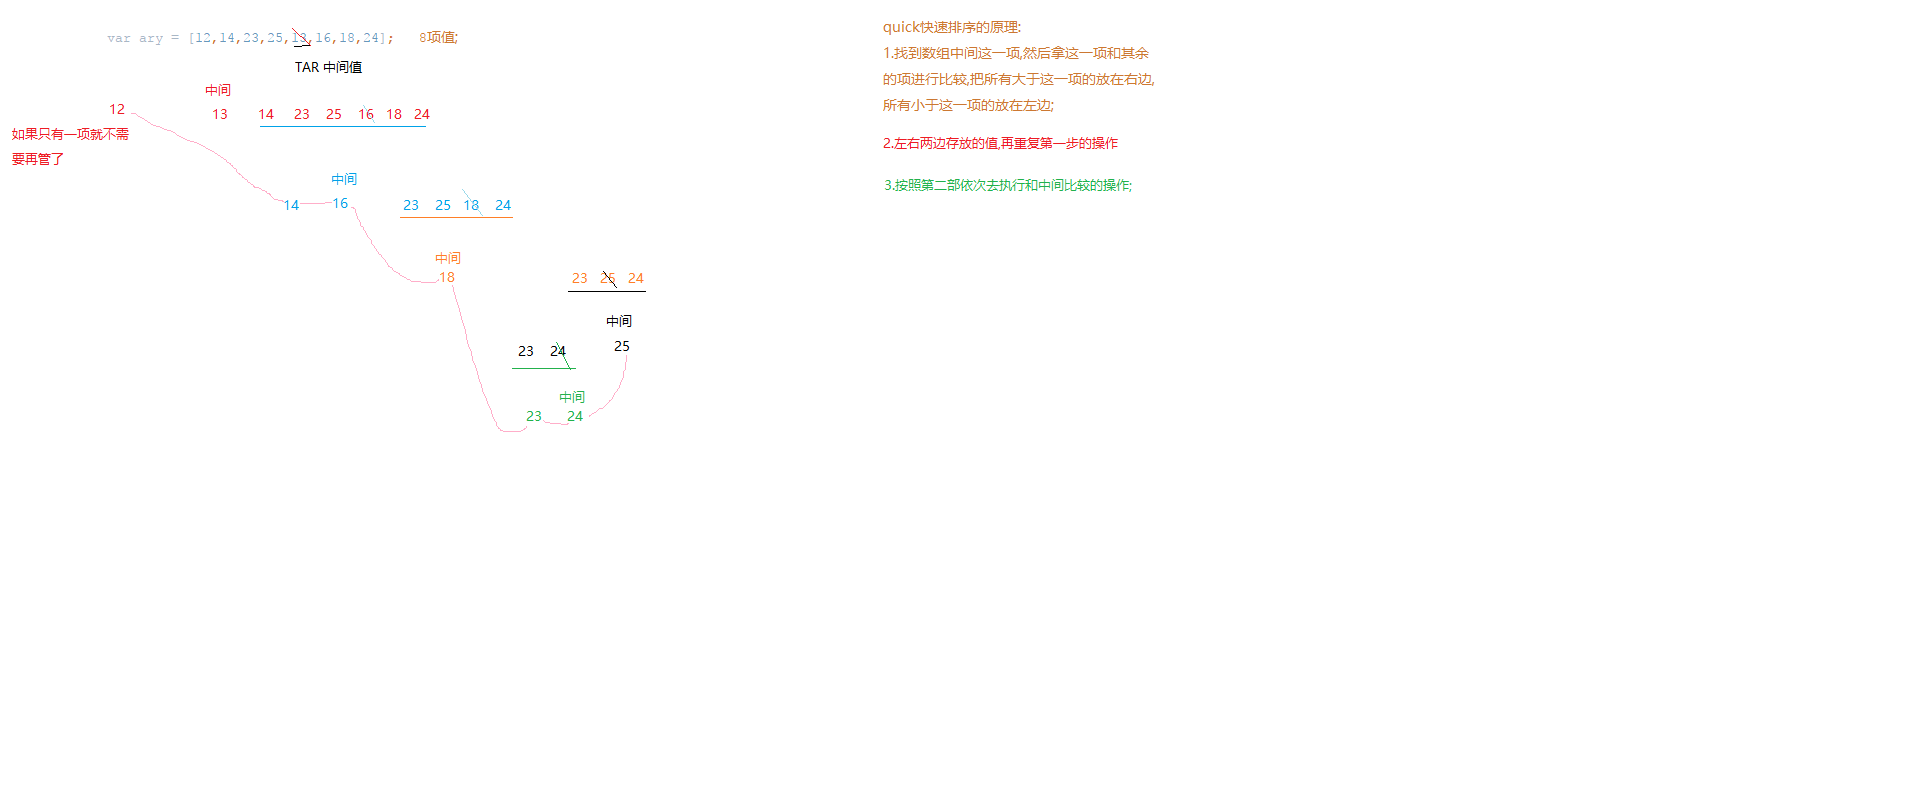 var ary = [12,14,23,25,13,16,18,24]; 8项值;
TAR 中间值
中间
12 13 14 23 25 16 18 24
如果只有一项就不需
要再管了
中间
14 16 23 25 18 24
中间
18 23 25 24
中间
23 24 25
中间
23 24
quick快速排序的原理:
1.找到数组中间这一项,然后拿这一项和其余
的项进行比较,把所有大于这一项的放在右边,
所有小于这一项的放在左边;
2.左右两边存放的值,再重复第一步的操作
3.按照第二部依次去执行和中间比较的操作;